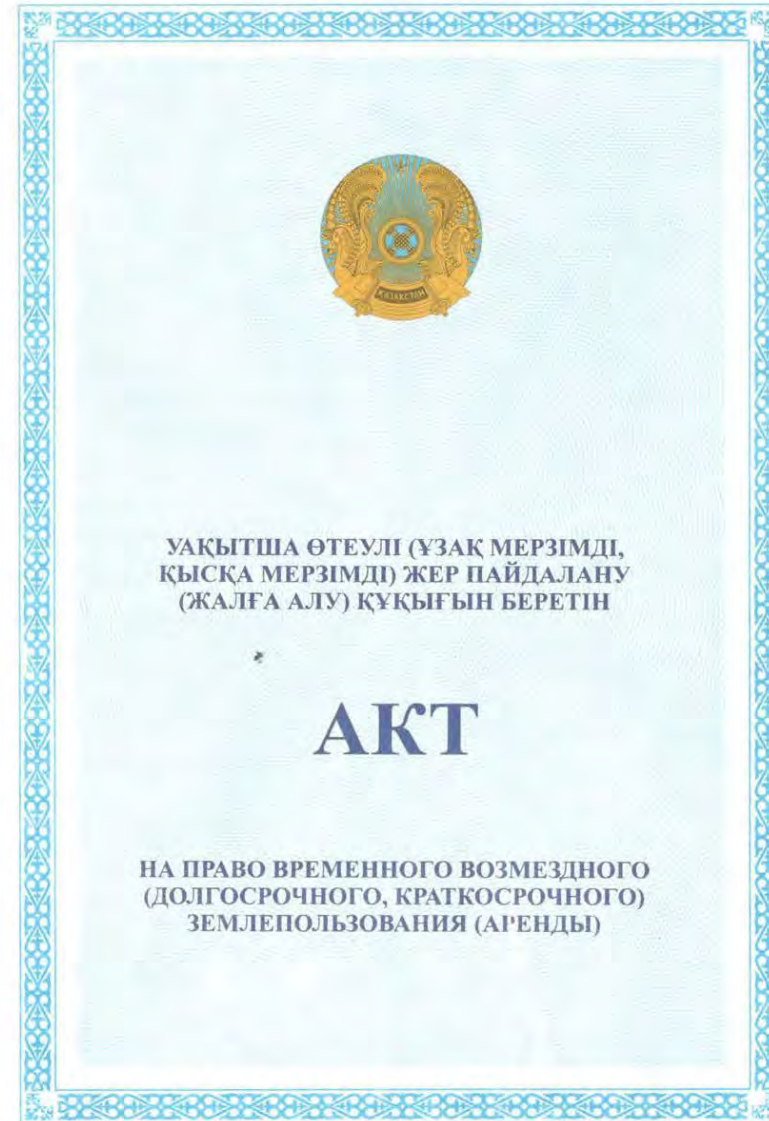 ҚАЗАҚСТАН
УАҚЫТША ӨТЕУЛІ (ҰЗАҚ МЕРЗІМДІ,
ҚЫСҚА МЕРЗІМДІ) ЖЕР ПАЙДАЛАНУ
(ЖАЛҒА АЛУ) ҚҰҚЫҒЫН БЕРЕТІН
АКТ
НА ПРАВО ВРЕМЕННОГО ВОЗМЕЗДНОГО
(ДОЛГОСРОЧНОГО, КРАТКОСРОЧНОГО)
ЗЕМЛЕПОЛЬЗОВАНИЯ (АРЕНДЫ)